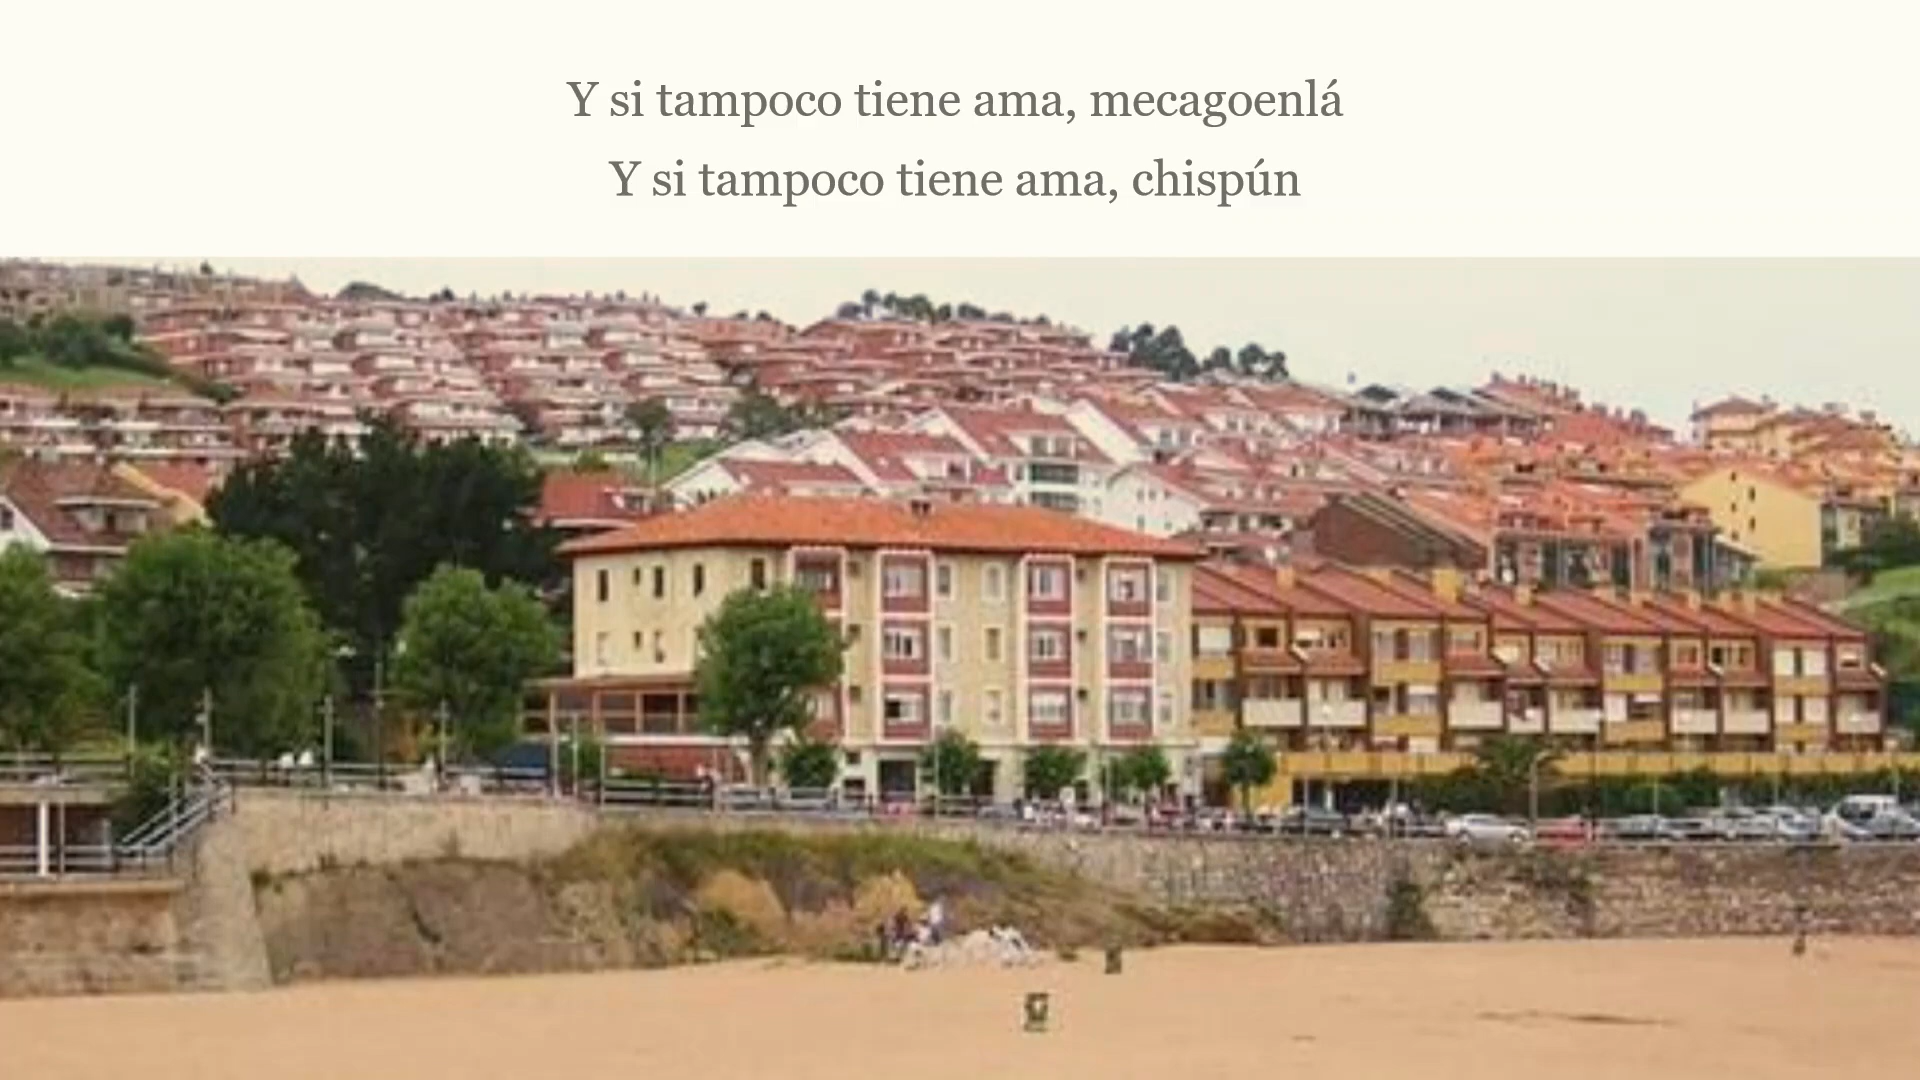 Y si tampoco tiene ama, mecagoenlá
Y si tampoco tiene ama, chispún